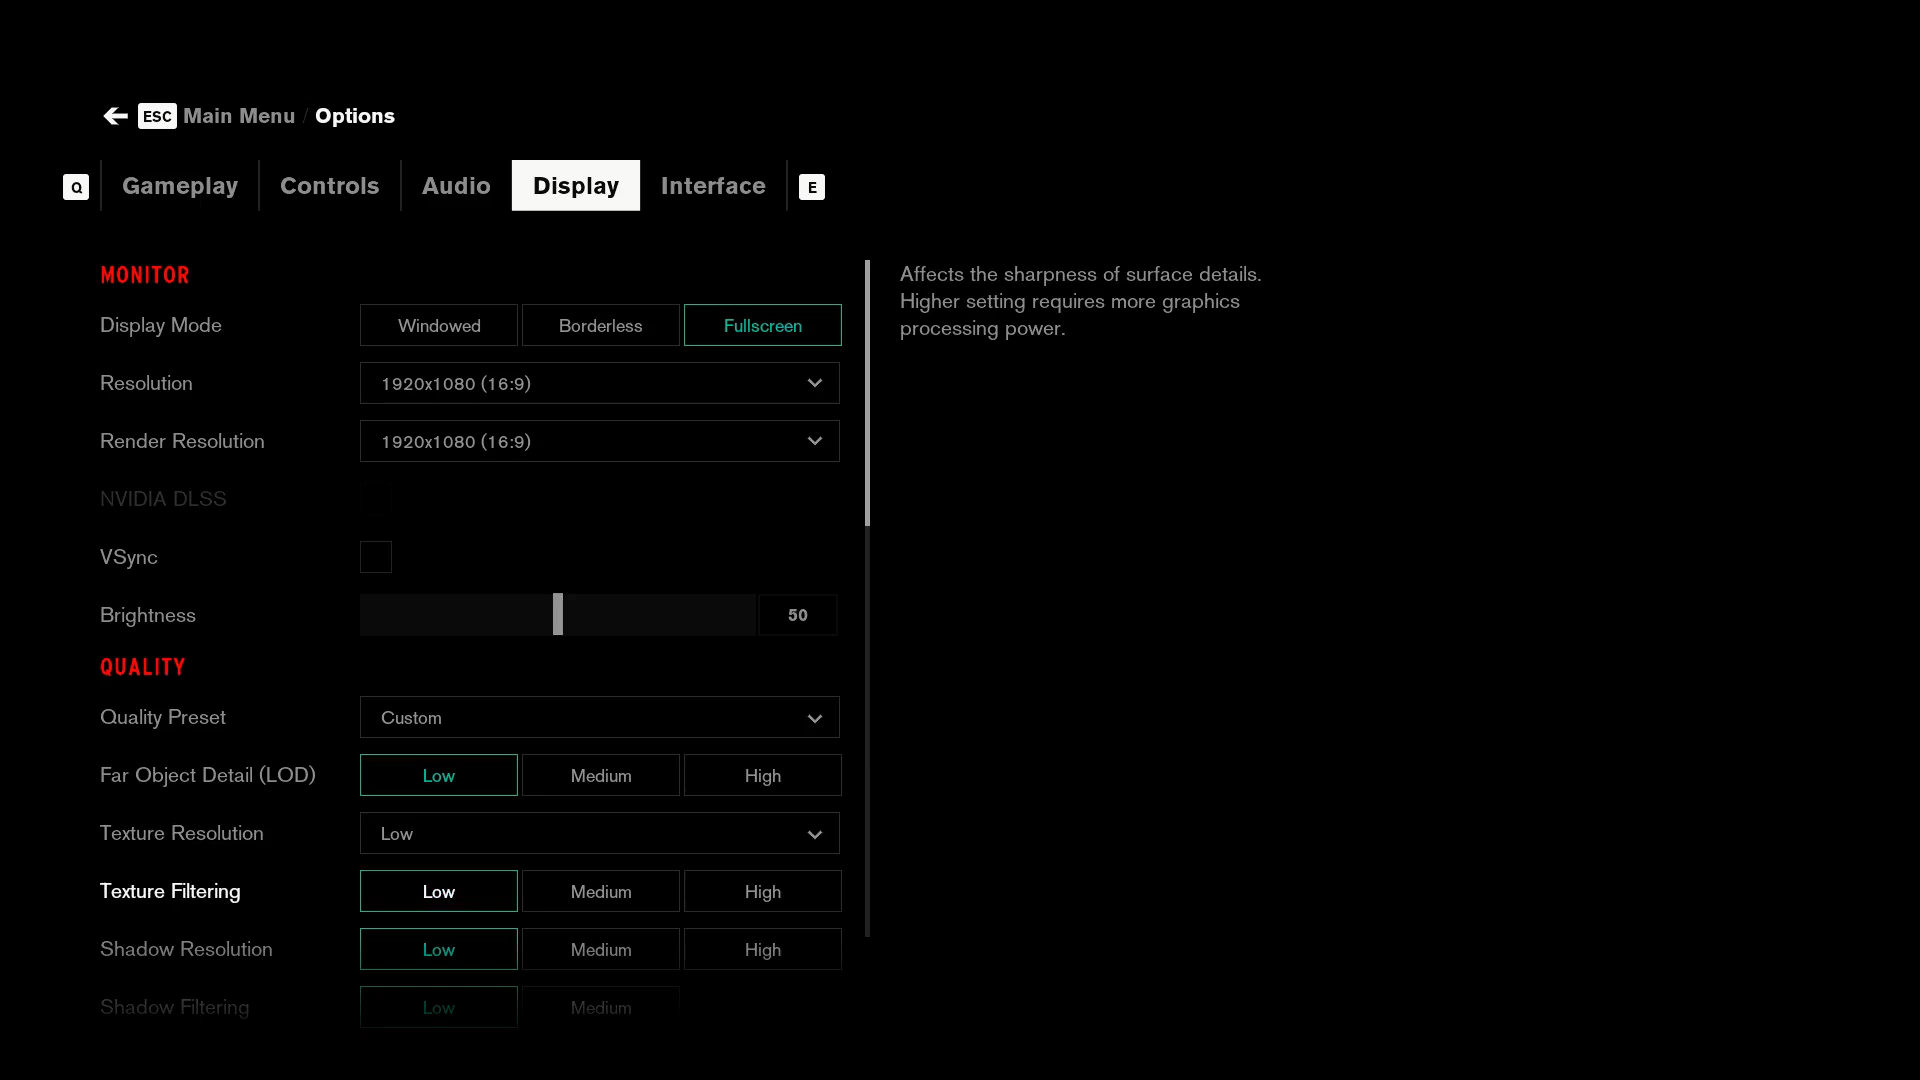 ESC Main Menu / Options
Q Gameplay Controls Audio Display Interface E
MONITOR
Display Mode Windowed Borderless Fullscreen
Resolution 1920x1080 (16:9)
Render Resolution 1920x1080 (16:9)
NVIDIA DLSS
VSync
Brightness 50
QUALITY
Quality Preset Custom
Far Object Detail (LOD) Low Medium High
Texture Resolution Low
Texture Filtering Low Medium High
Shadow Resolution Low Medium High
Shadow Filtering Low Medium
Affects the sharpness of surface details.
Higher setting requires more graphics
processing power.